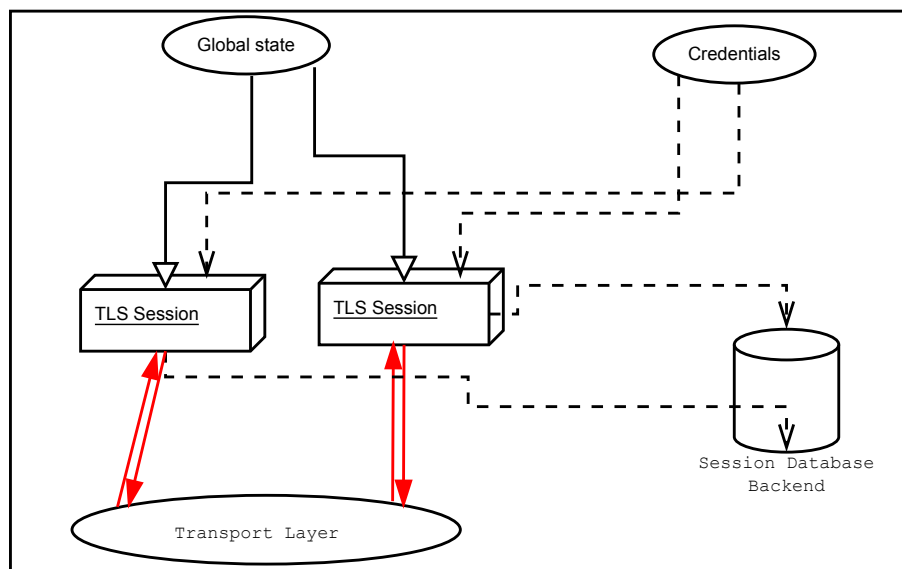 Global state
Credentials
TLS Session
TLS Session
Session Database
Backend
Transport Layer